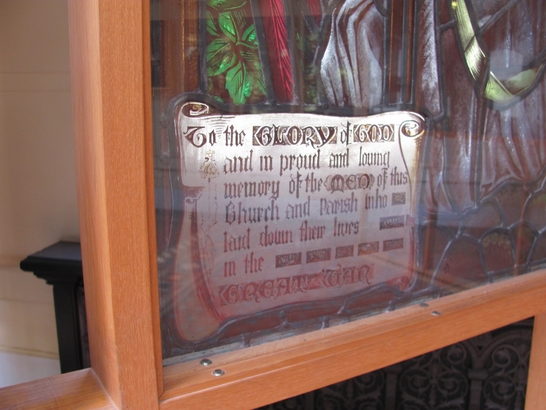 To the GLORY of GOD
and in proud and loving
memory of the MEN of this
Church and Parish who
laid down their lives
in the
GREAT WAR